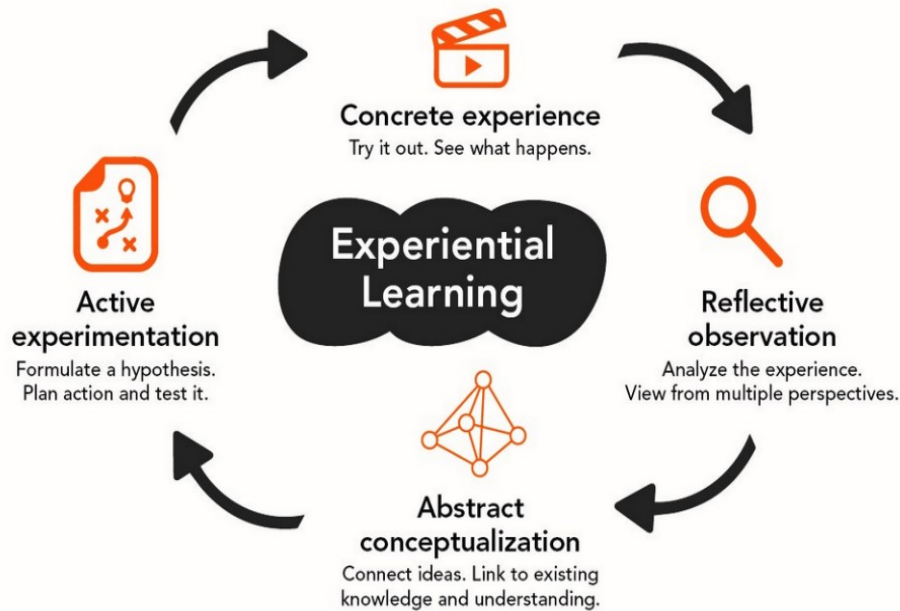 Concrete experience
Try it out. See what happens.
Experiential
Learning
Reflective
observation
Analyze the experience.
View from multiple perspectives.
Abstract
conceptualization
Connect ideas. Link to existing
knowledge and understanding.
Active
experimentation
Formulate a hypothesis.
Plan action and test it.